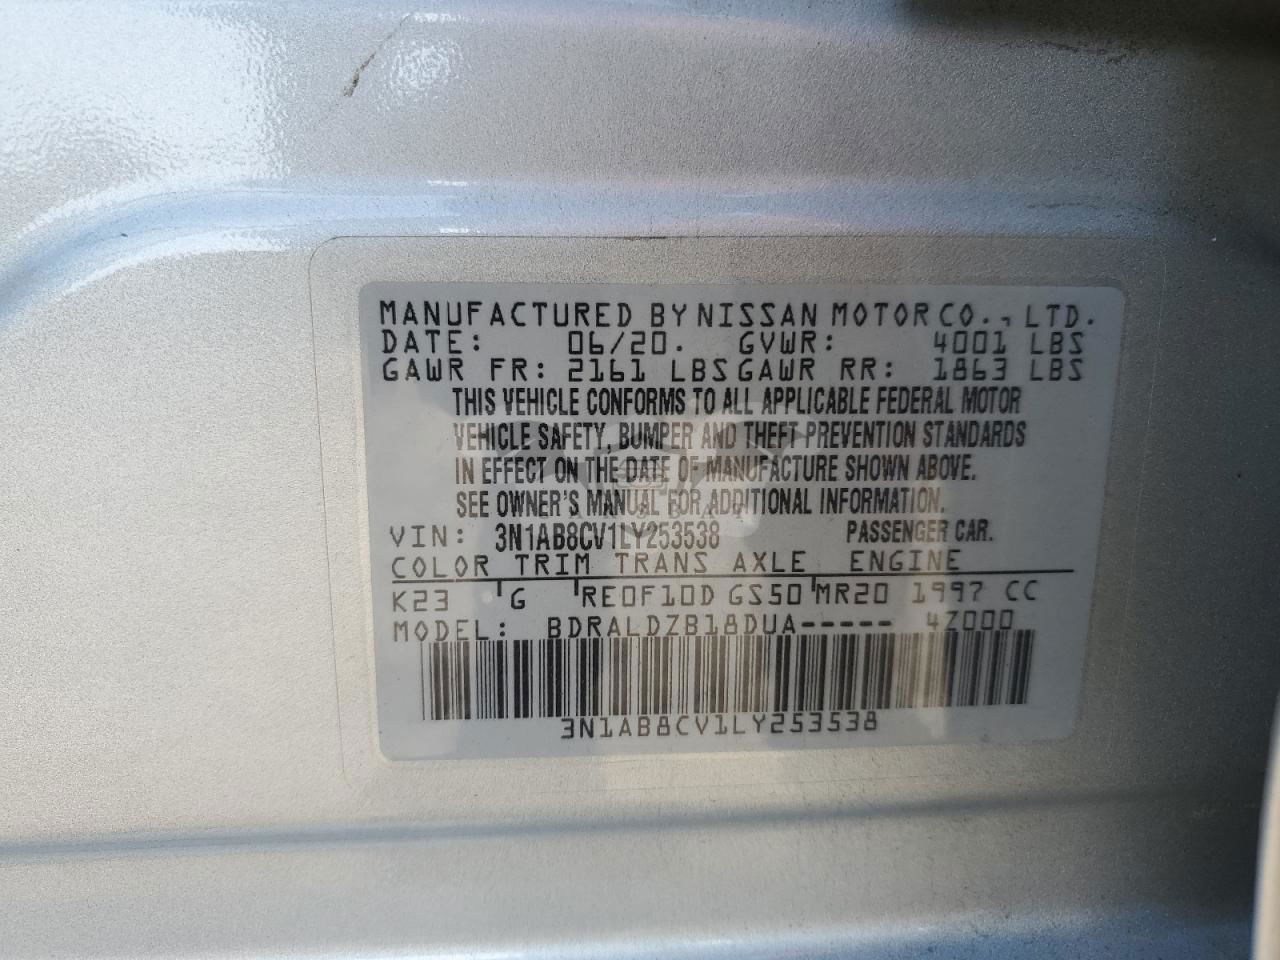 MANUFACTURED BY NISSAN MOTOR CO., LTD.
DATE: 06/20. GVWR: 4001 LBS
GAWR FR: 2161 LBS GAWR RR: 1863 LBS
THIS VEHICLE CONFORMS TO ALL APPLICABLE FEDERAL MOTOR
VEHICLE SAFETY, BUMPER AND THEFT PREVENTION STANDARDS
IN EFFECT ON THE DATE OF MANUFACTURE SHOWN ABOVE.
SEE OWNER'S MANUAL FOR ADDITIONAL INFORMATION.
VIN: 3N1AB8CV1LY253538 PASSENGER CAR.
COLOR TRIM TRANS AXLE ENGINE
K23 G RE0F10D GS50 MR20 1997 CC
MODEL: BDRALDZB18DUA----- 4Z000
3N1AB8CV1LY253538